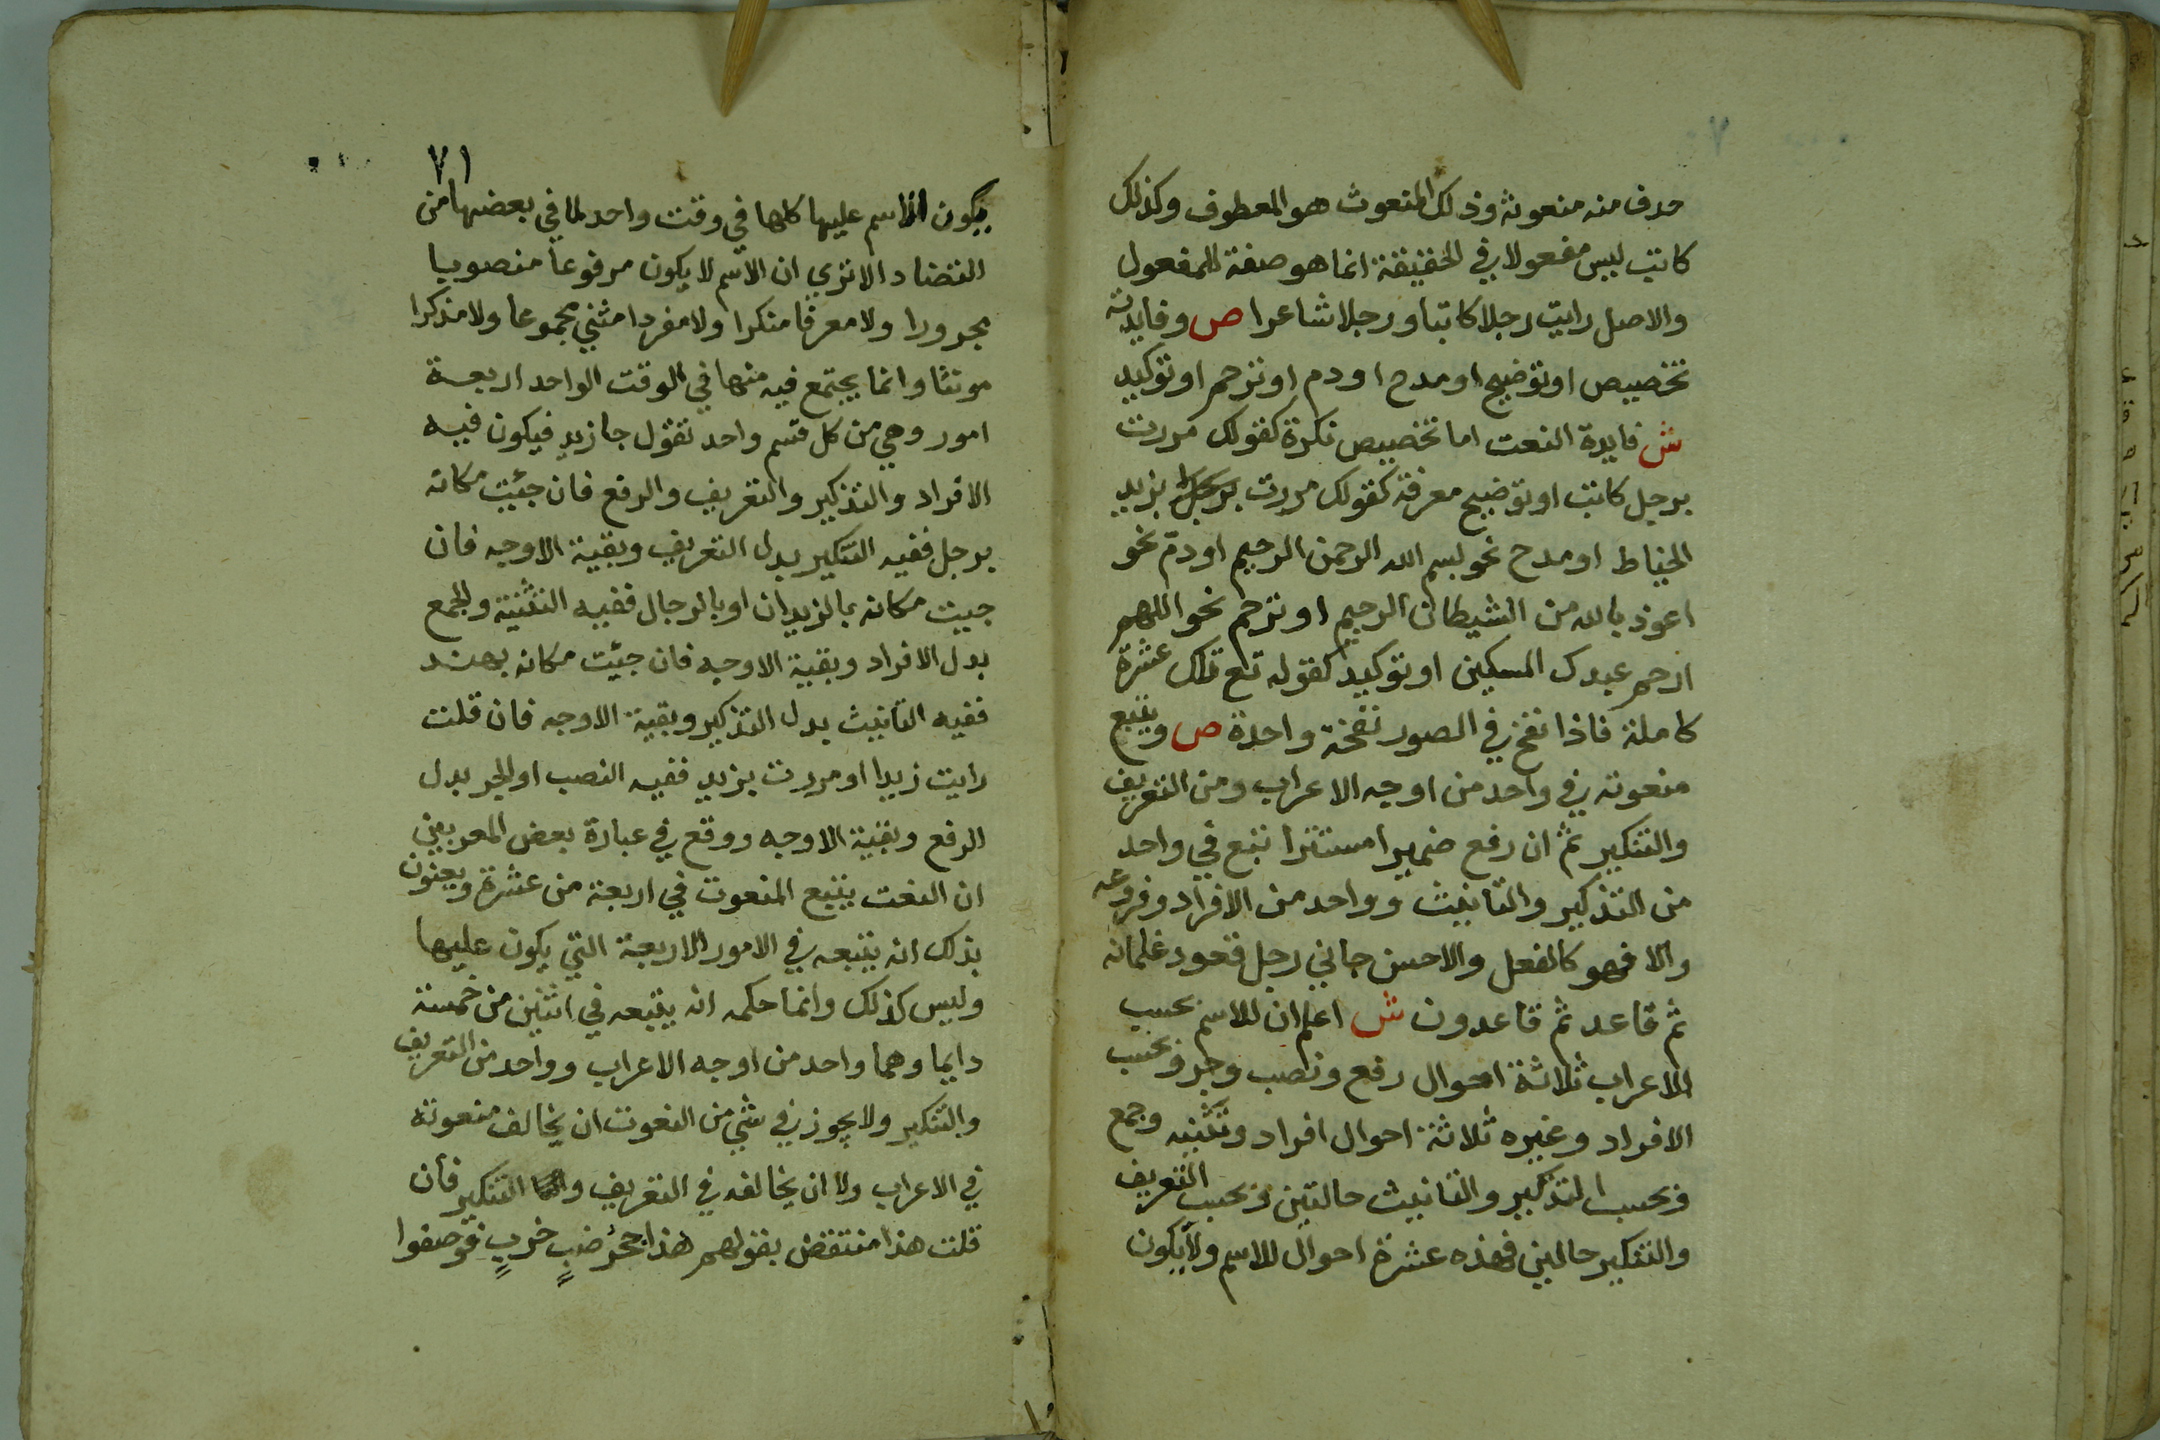 حدف منه منعوته وذلك المنعوث هو المعطوف وكذلك
كاتب ليس مفعولا في الحقيقة انما هو صفة للمفعول
والاصل رايت رجلا كاتبا ورجلا شاعرا ص وفايدته
تخصيص او توضيح او مدح او دم او ترحم او توكيد
ش فايدة النعت اما تخصيص نكرة كقولك مررت
برجل كاتب او توضيح معرفة كقولك مررت بزيد
الخياط او مدح نحو بسم الله الرحمن الرحيم او دمّ نحو
اعوذ بالله من الشيطان الرجيم او ترحم نحو اللهم
ارحم عبدك المسكين او توكيد كقوله تع تلك عشرة
كاملة فاذا نفخ في الصور نفخة واحدة ص ويتبع
منعوته في واحد من اوجه الاعراب ومن التعريف
والتنكير ثم ان رفع ضميرا مستترا تبع في واحد
من التذكير والتانيث وواحد من الافراد وفروعه
والا فهو كالفعل والاحسن جاني رجل قعود غلمانه
ثم قاعد ثم قاعدون ش اعلم ان للاسم بحسب
الاعراب ثلاثة احوال رفع ونصب وجر وبحسب
الافراد وغيره ثلاثة احوال افراد وتثنيه وجمع
وبحسب التذكير والتانيث حالتين وبحسب التعريف
والتنكير حالين فهذه عشرة احوال للاسم ولا يكون
٧١
يكون الاسم عليها كلها في وقت واحد لما في بعضها من
التضاد الا تري ان الاسم لا يكون مرفوعا منصوبا
مجرورا ولا معرفا منكرا ولا مفردا مثني مجموعا ولا مذكرا
مونثا وانما يجتمع فيه منها في الوقت الواحد اربعة
امور وهي من كل قسم واحد تقول جا زيد فيكون فيه
الافراد والتذكير والتعريف والرفع فان جئيت مكانه
برجل ففيه التنكير بدل التعريف وبقية الاوجه فان
جيت مكانه بالزيدان او بالرجال ففيه التثنية والجمع
بدل الافراد وبقية الاوجه فان جئت مكانه بهند
ففيه التانيث بدل التذكير وبقية الاوجه فان قلت
رايت زيدا او مررت بزيد ففيه النصب او الجر بدل
الرفع وبقية الاوجه ووقع في عبارة بعض المعربين
ان النعت يتبع المنعوت في اربعة من عشرة ويعنون
بذلك انه يتبعه في الامور الاربعة التي يكون عليها
وليس كذلك وانما حكمه انه يتبعه في اثنين من خمسة
دايما وهما واحد من اوجه الاعراب وواحد من التعريف
والتنكير ولا يجوز في شي من النعوت ان يخالف منعوته
في الاعراب ولا ان يخالفه في التعريف والتنكير فان
قلت هذا منتقض بقولهم هذا جحرُ ضبٍ خربٍ فوصفوا